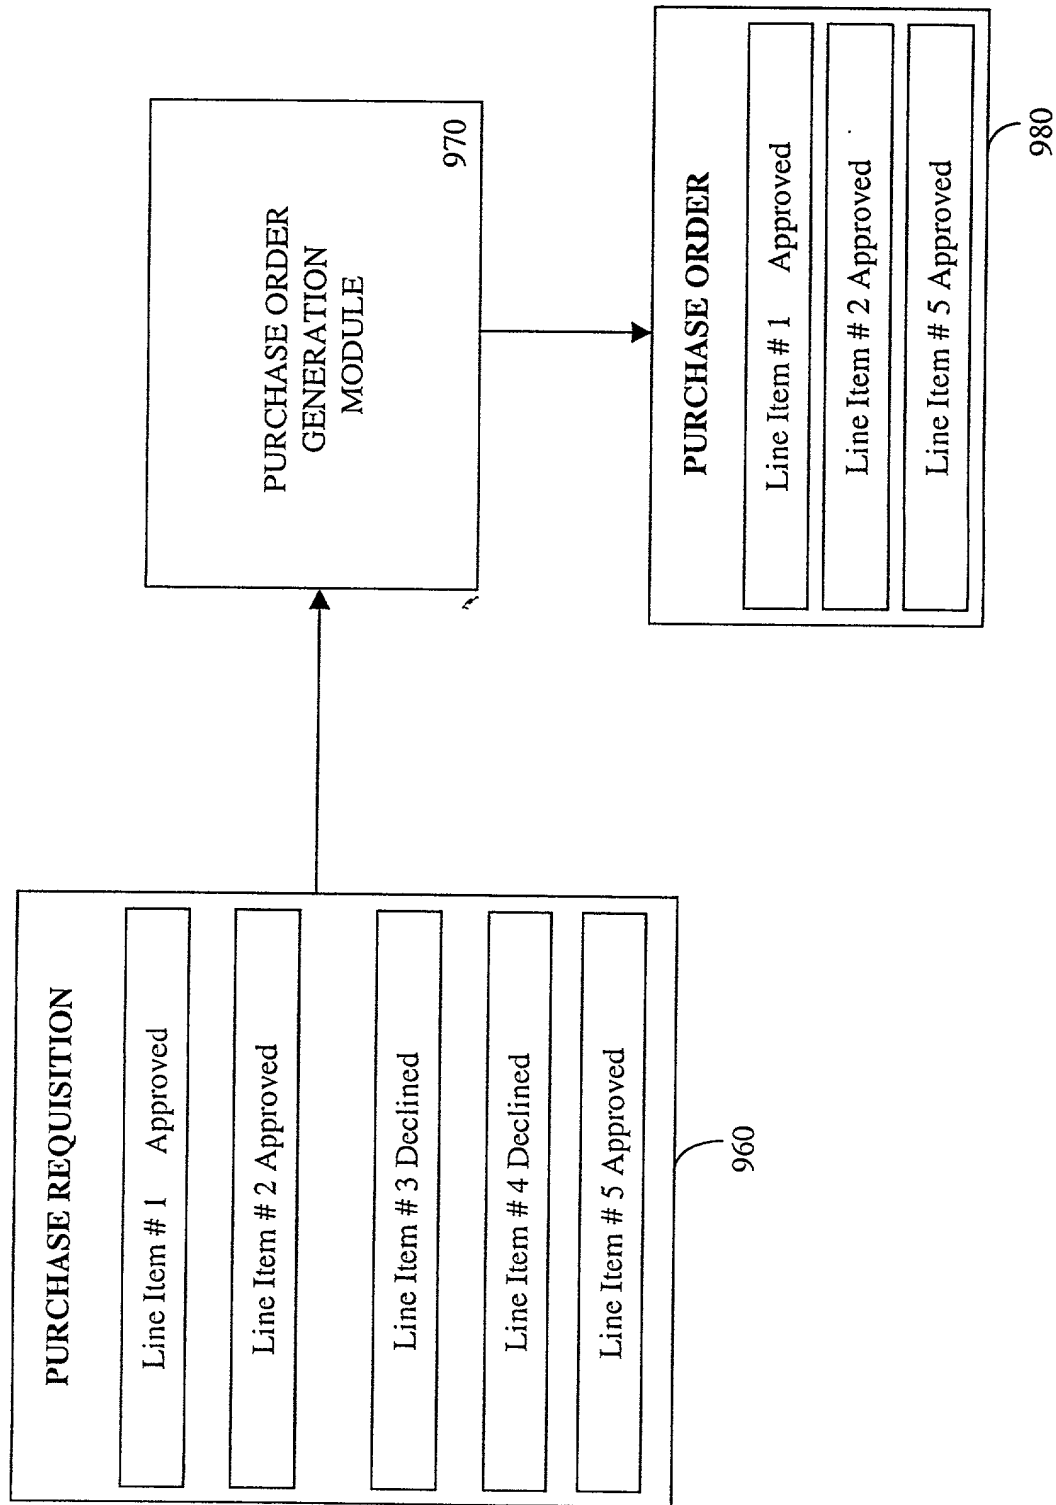 PURCHASE REQUISITION
Line Item # 1 Approved
Line Item # 2 Approved
Line Item # 3 Declined
Line Item # 4 Declined
Line Item # 5 Approved
960
PURCHASE ORDER
GENERATION
MODULE
970
PURCHASE ORDER
Line Item # 1 Approved
Line Item # 2 Approved
Line Item # 5 Approved
980